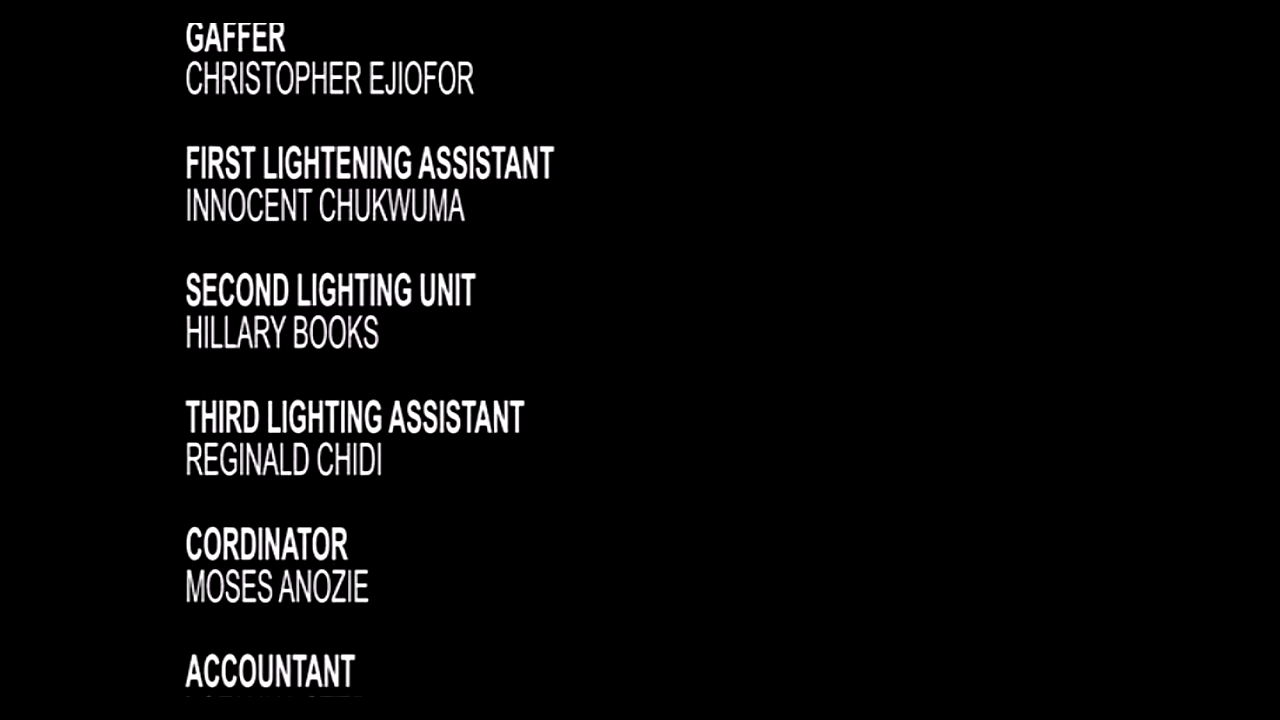 GAFFER
CHRISTOPHER EJIOFOR
FIRST LIGHTENING ASSISTANT
INNOCENT CHUKWUMA
SECOND LIGHTING UNIT
HILLARY BOOKS
THIRD LIGHTING ASSISTANT
REGINALD CHIDI
CORDINATOR
MOSES ANOZIE
ACCOUNTANT